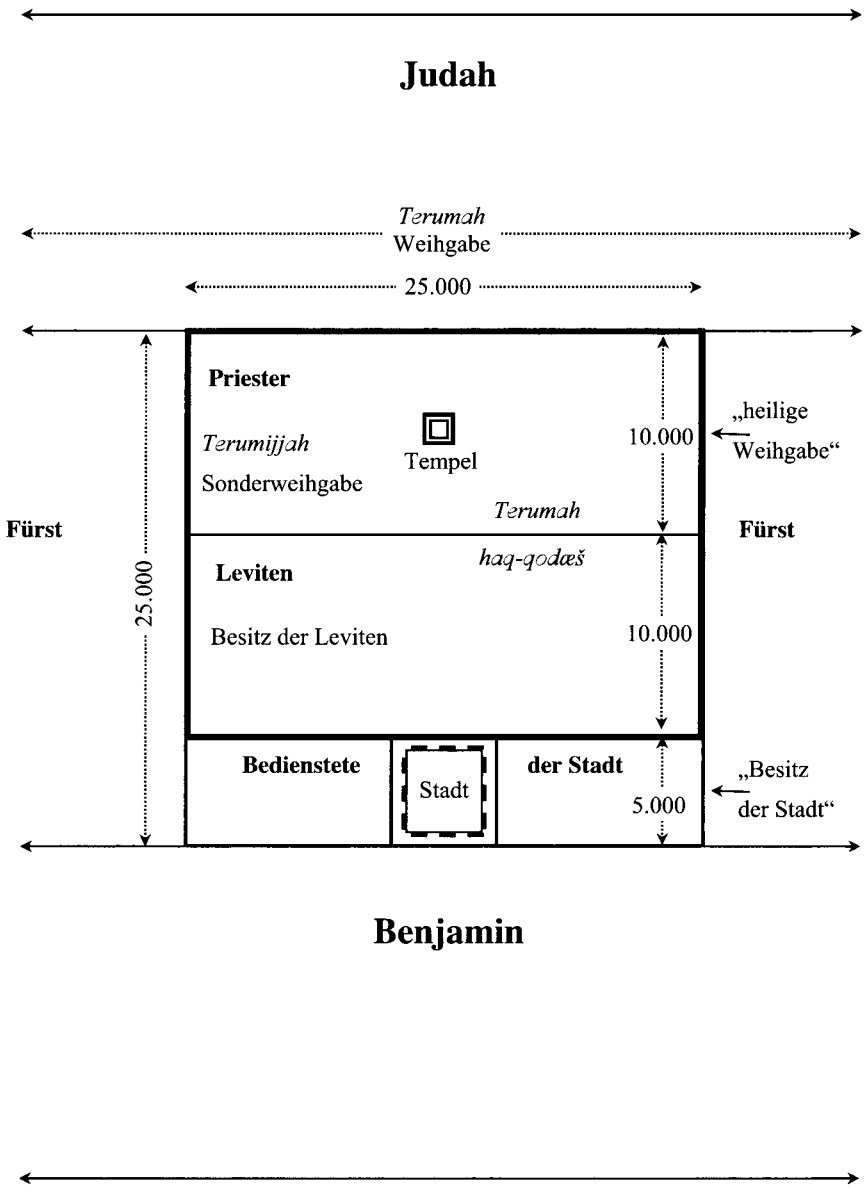 Judah
Terumah
Weihgabe
25.000
Priester
„heilige
Weihgabe“
10.000
Terumijjah
Tempel
Sonderweihgabe
Terumah
Fürst
Fürst
haq-qodæš
Leviten
25.000
Besitz der Leviten
10.000
Bedienstete
der Stadt
„Besitz
der Stadt“
Stadt
5.000
Benjamin